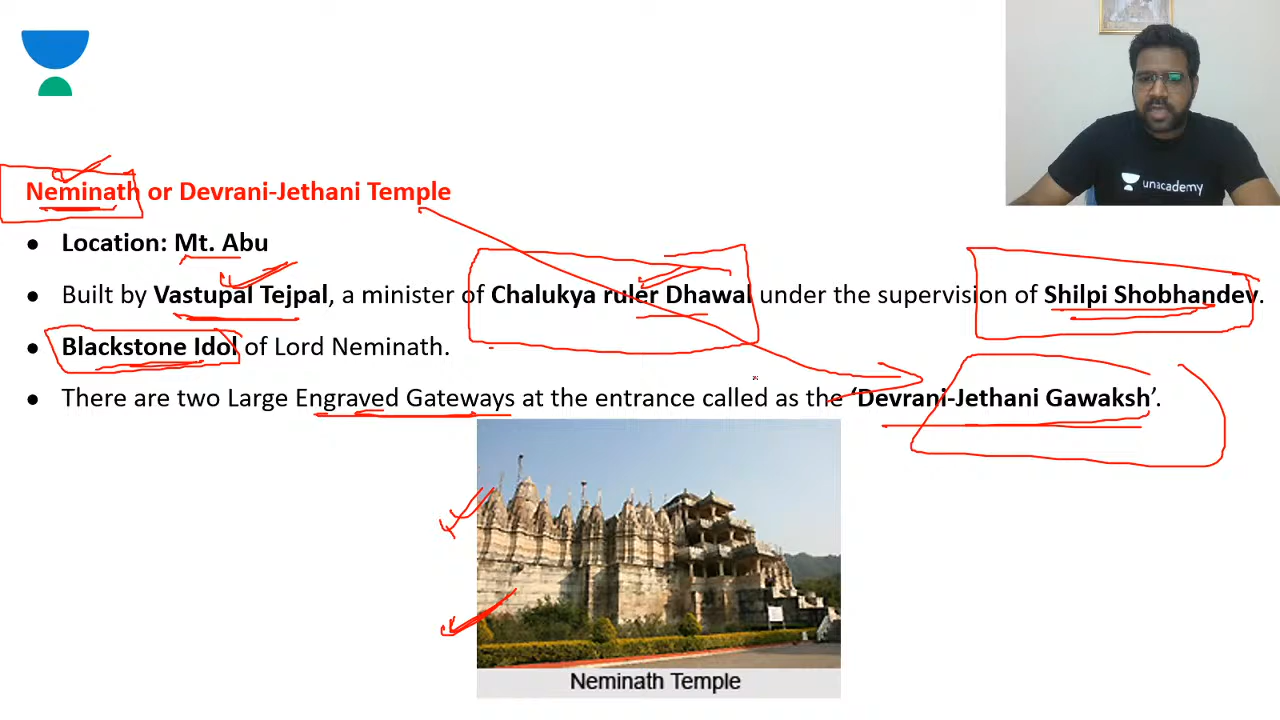 unacademy
Neminath or Devrani-Jethani Temple
● Location: Mt. Abu
● Built by Vastupal Tejpal, a minister of Chalukya ruler Dhawal under the supervision of Shilpi Shobhandev.
● Blackstone Idol of Lord Neminath.
● There are two Large Engraved Gateways at the entrance called as the ‘Devrani-Jethani Gawaksh’.
Neminath Temple